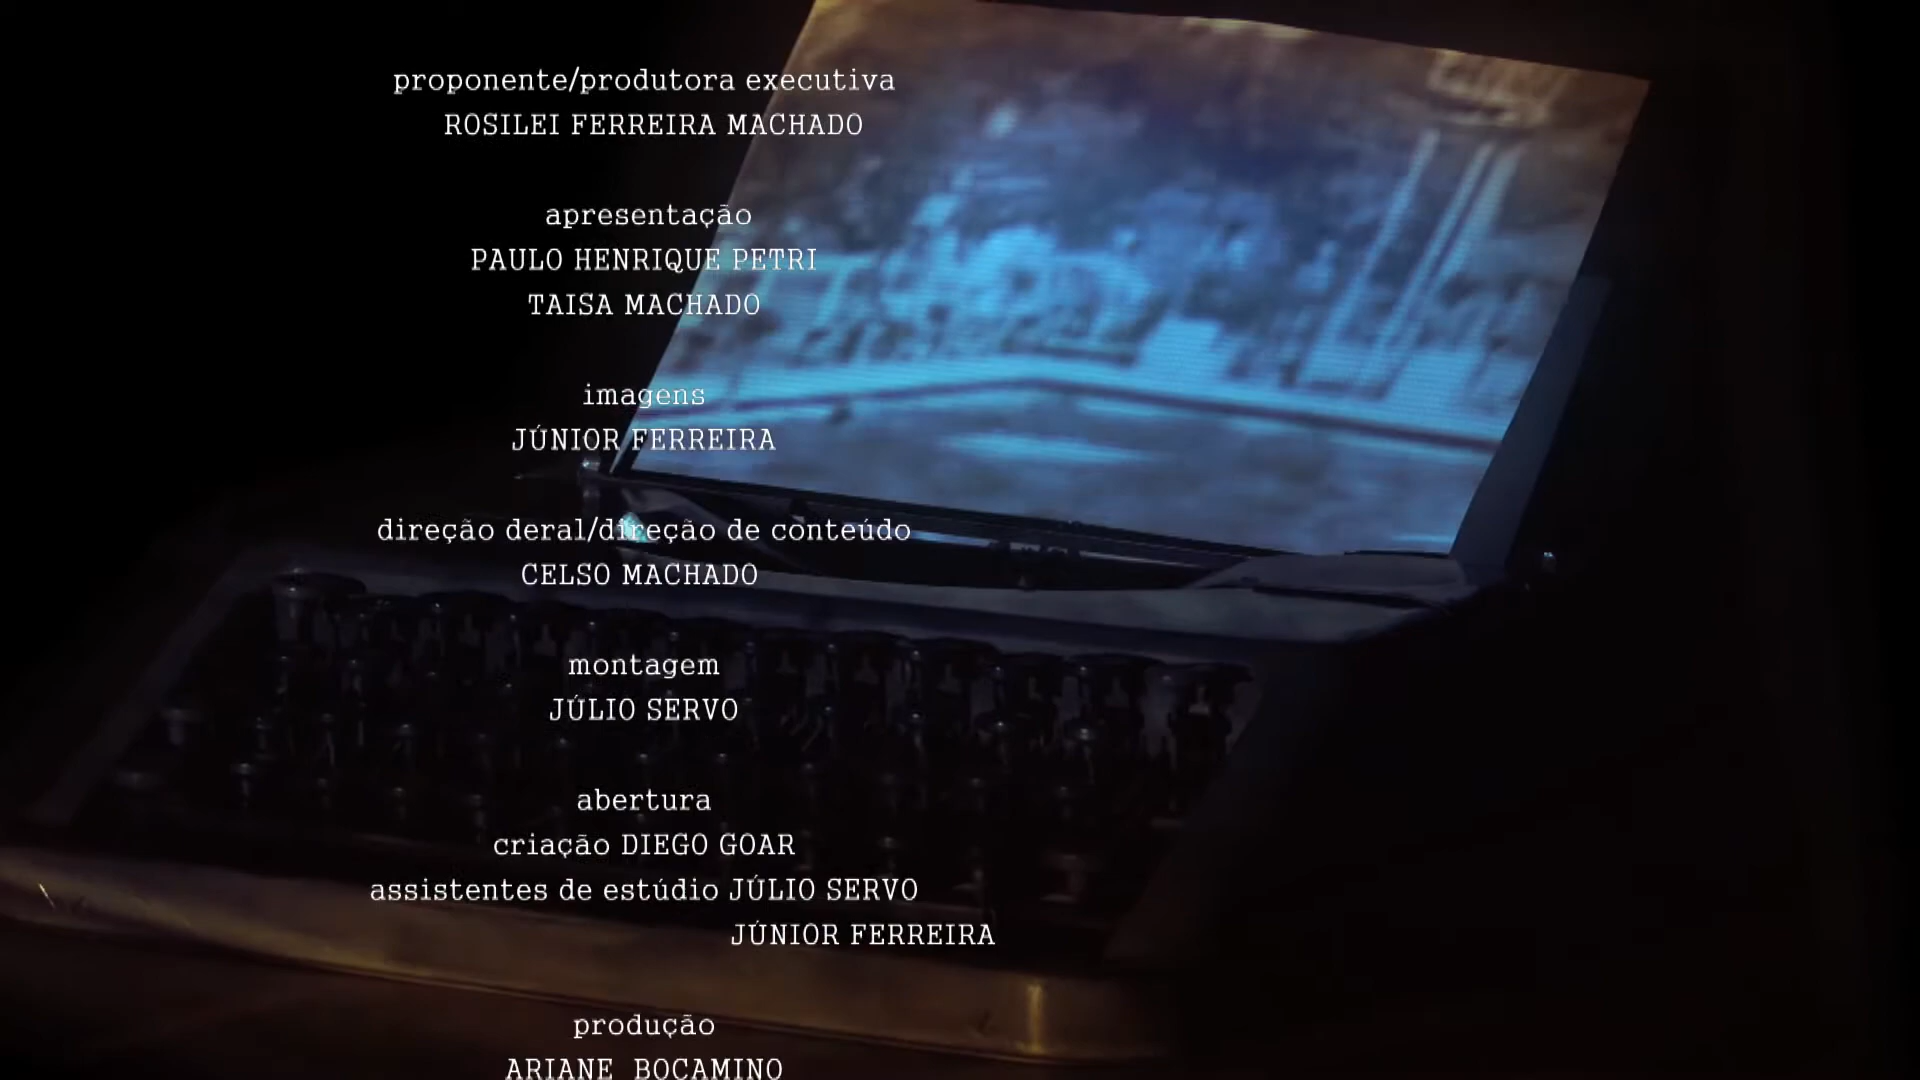 proponente/produtora executiva
ROSILEI FERREIRA MACHADO
apresentação
PAULO HENRIQUE PETRI
TAISA MACHADO
imagens
JÚNIOR FERREIRA
direção deral/direção de conteúdo
CELSO MACHADO
montagem
JÚLIO SERVO
abertura
criação DIEGO GOAR
assistentes de estúdio JÚLIO SERVO
JÚNIOR FERREIRA
produção
ARIANE BOCAMINO